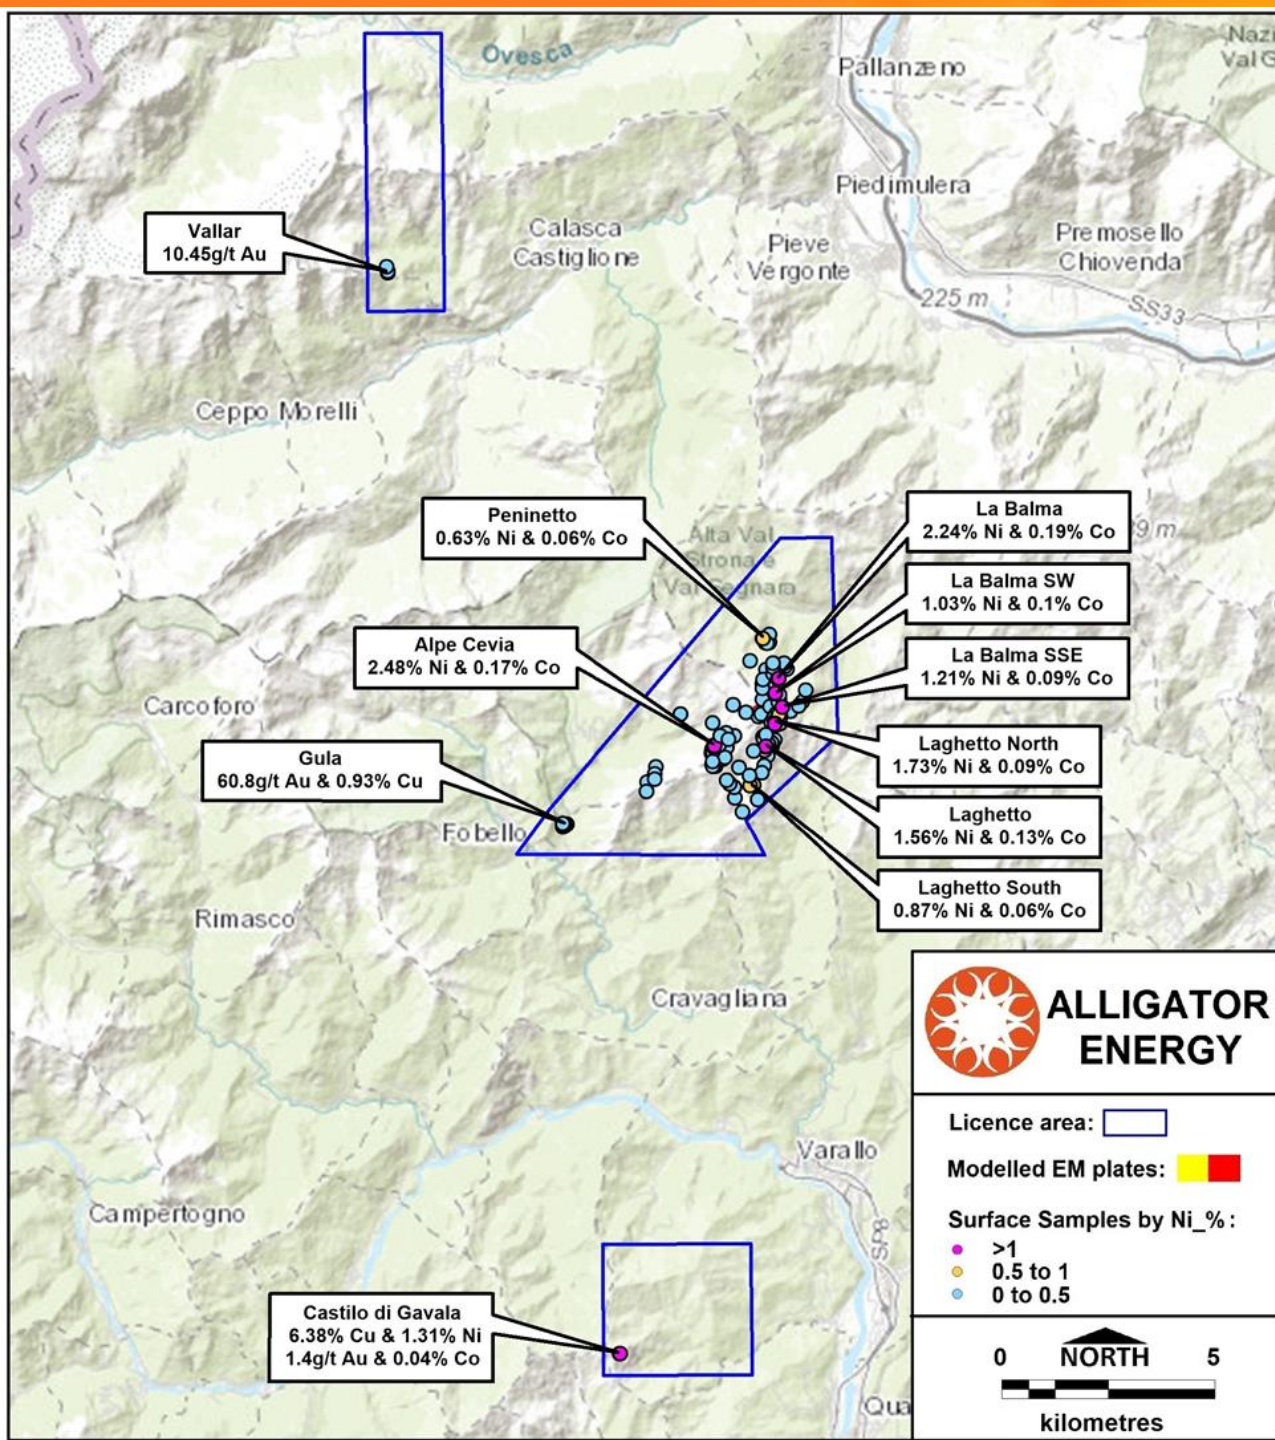 Ovesca
Pallanzeno
Piedimulera
Vallar
10.45g/t Au
Calasca
Castiglione
Pieve
Vergonte
Premosello
Chiovenda
225 m
SS33
Ceppo Morelli
Peninetto
0.63% Ni & 0.06% Co
La Balma
2.24% Ni & 0.19% Co
Alta Val
Strona e
Val Segnara
La Balma SW
1.03% Ni & 0.1% Co
Alpe Cevia
2.48% Ni & 0.17% Co
La Balma SSE
1.21% Ni & 0.09% Co
Carcoforo
Gula
60.8g/t Au & 0.93% Cu
Laghetto North
1.73% Ni & 0.09% Co
Fobello
Laghetto
1.56% Ni & 0.13% Co
Laghetto South
0.87% Ni & 0.06% Co
Rimasco
Cravagliana
ALLIGATOR
ENERGY
Varallo
Campertogno
SP8
Licence area:
Modelled EM plates:
Surface Samples by Ni_% :
>1
0.5 to 1
0 to 0.5
Castilo di Gavala
6.38% Cu & 1.31% Ni
1.4g/t Au & 0.04% Co
0 NORTH 5
kilometres
Qua